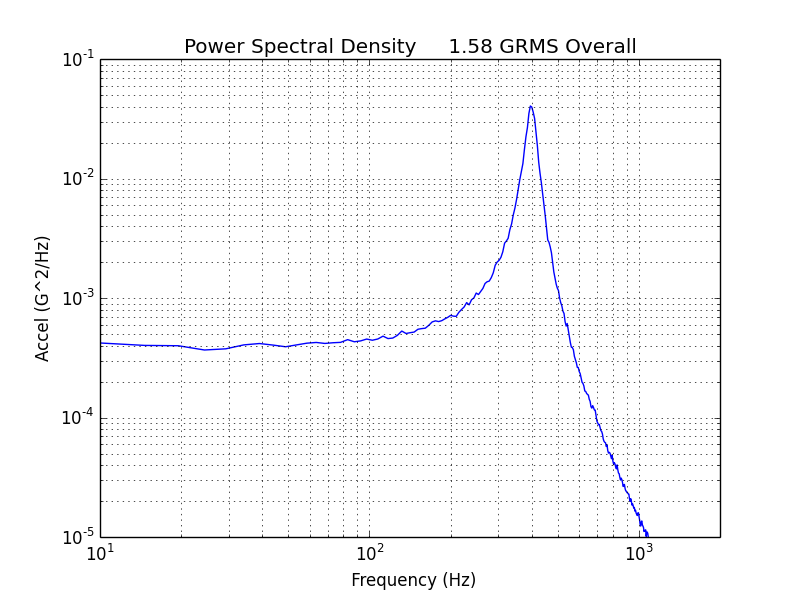 Power Spectral Density 1.58 GRMS Overall
10^-1
10^-2
10^-3
10^-4
10^-5
Accel (G^2/Hz)
10^1 10^2 10^3
Frequency (Hz)